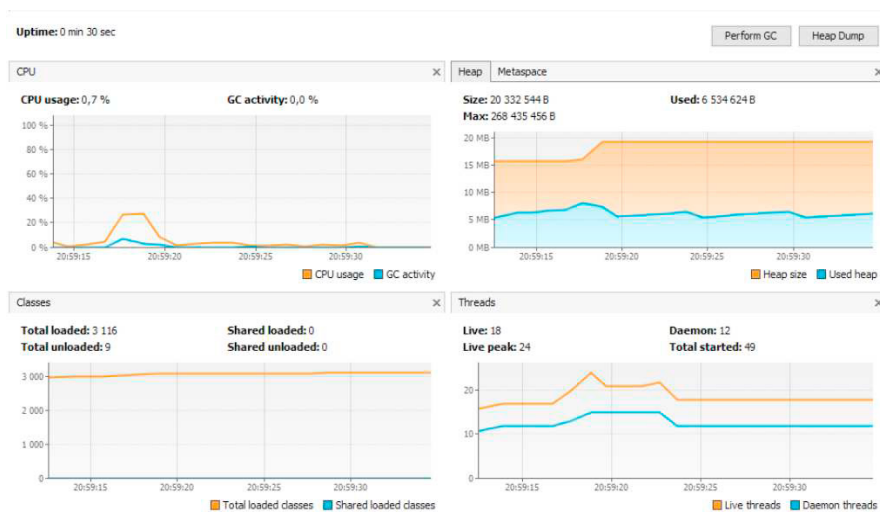 Uptime: 0 min 30 sec
Perform GC Heap Dump
CPU
CPU usage: 0,7 % GC activity: 0,0 %
100 %
80 %
60 %
40 %
20 %
0 %
20:59:15 20:59:20 20:59:25 20:59:30
CPU usage GC activity
Heap Metaspace
Size: 20 332 544 B Used: 6 534 624 B
Max: 268 435 456 B
20 MB
15 MB
10 MB
5 MB
0 MB
20:59:15 20:59:20 20:59:25 20:59:30
Heap size Used heap
Classes
Total loaded: 3 116 Shared loaded: 0
Total unloaded: 9 Shared unloaded: 0
3 000
2 000
1 000
0
20:59:15 20:59:20 20:59:25 20:59:30
Total loaded classes Shared loaded classes
Threads
Live: 18 Daemon: 12
Live peak: 24 Total started: 49
20
10
0
20:59:15 20:59:20 20:59:25 20:59:30
Live threads Daemon threads